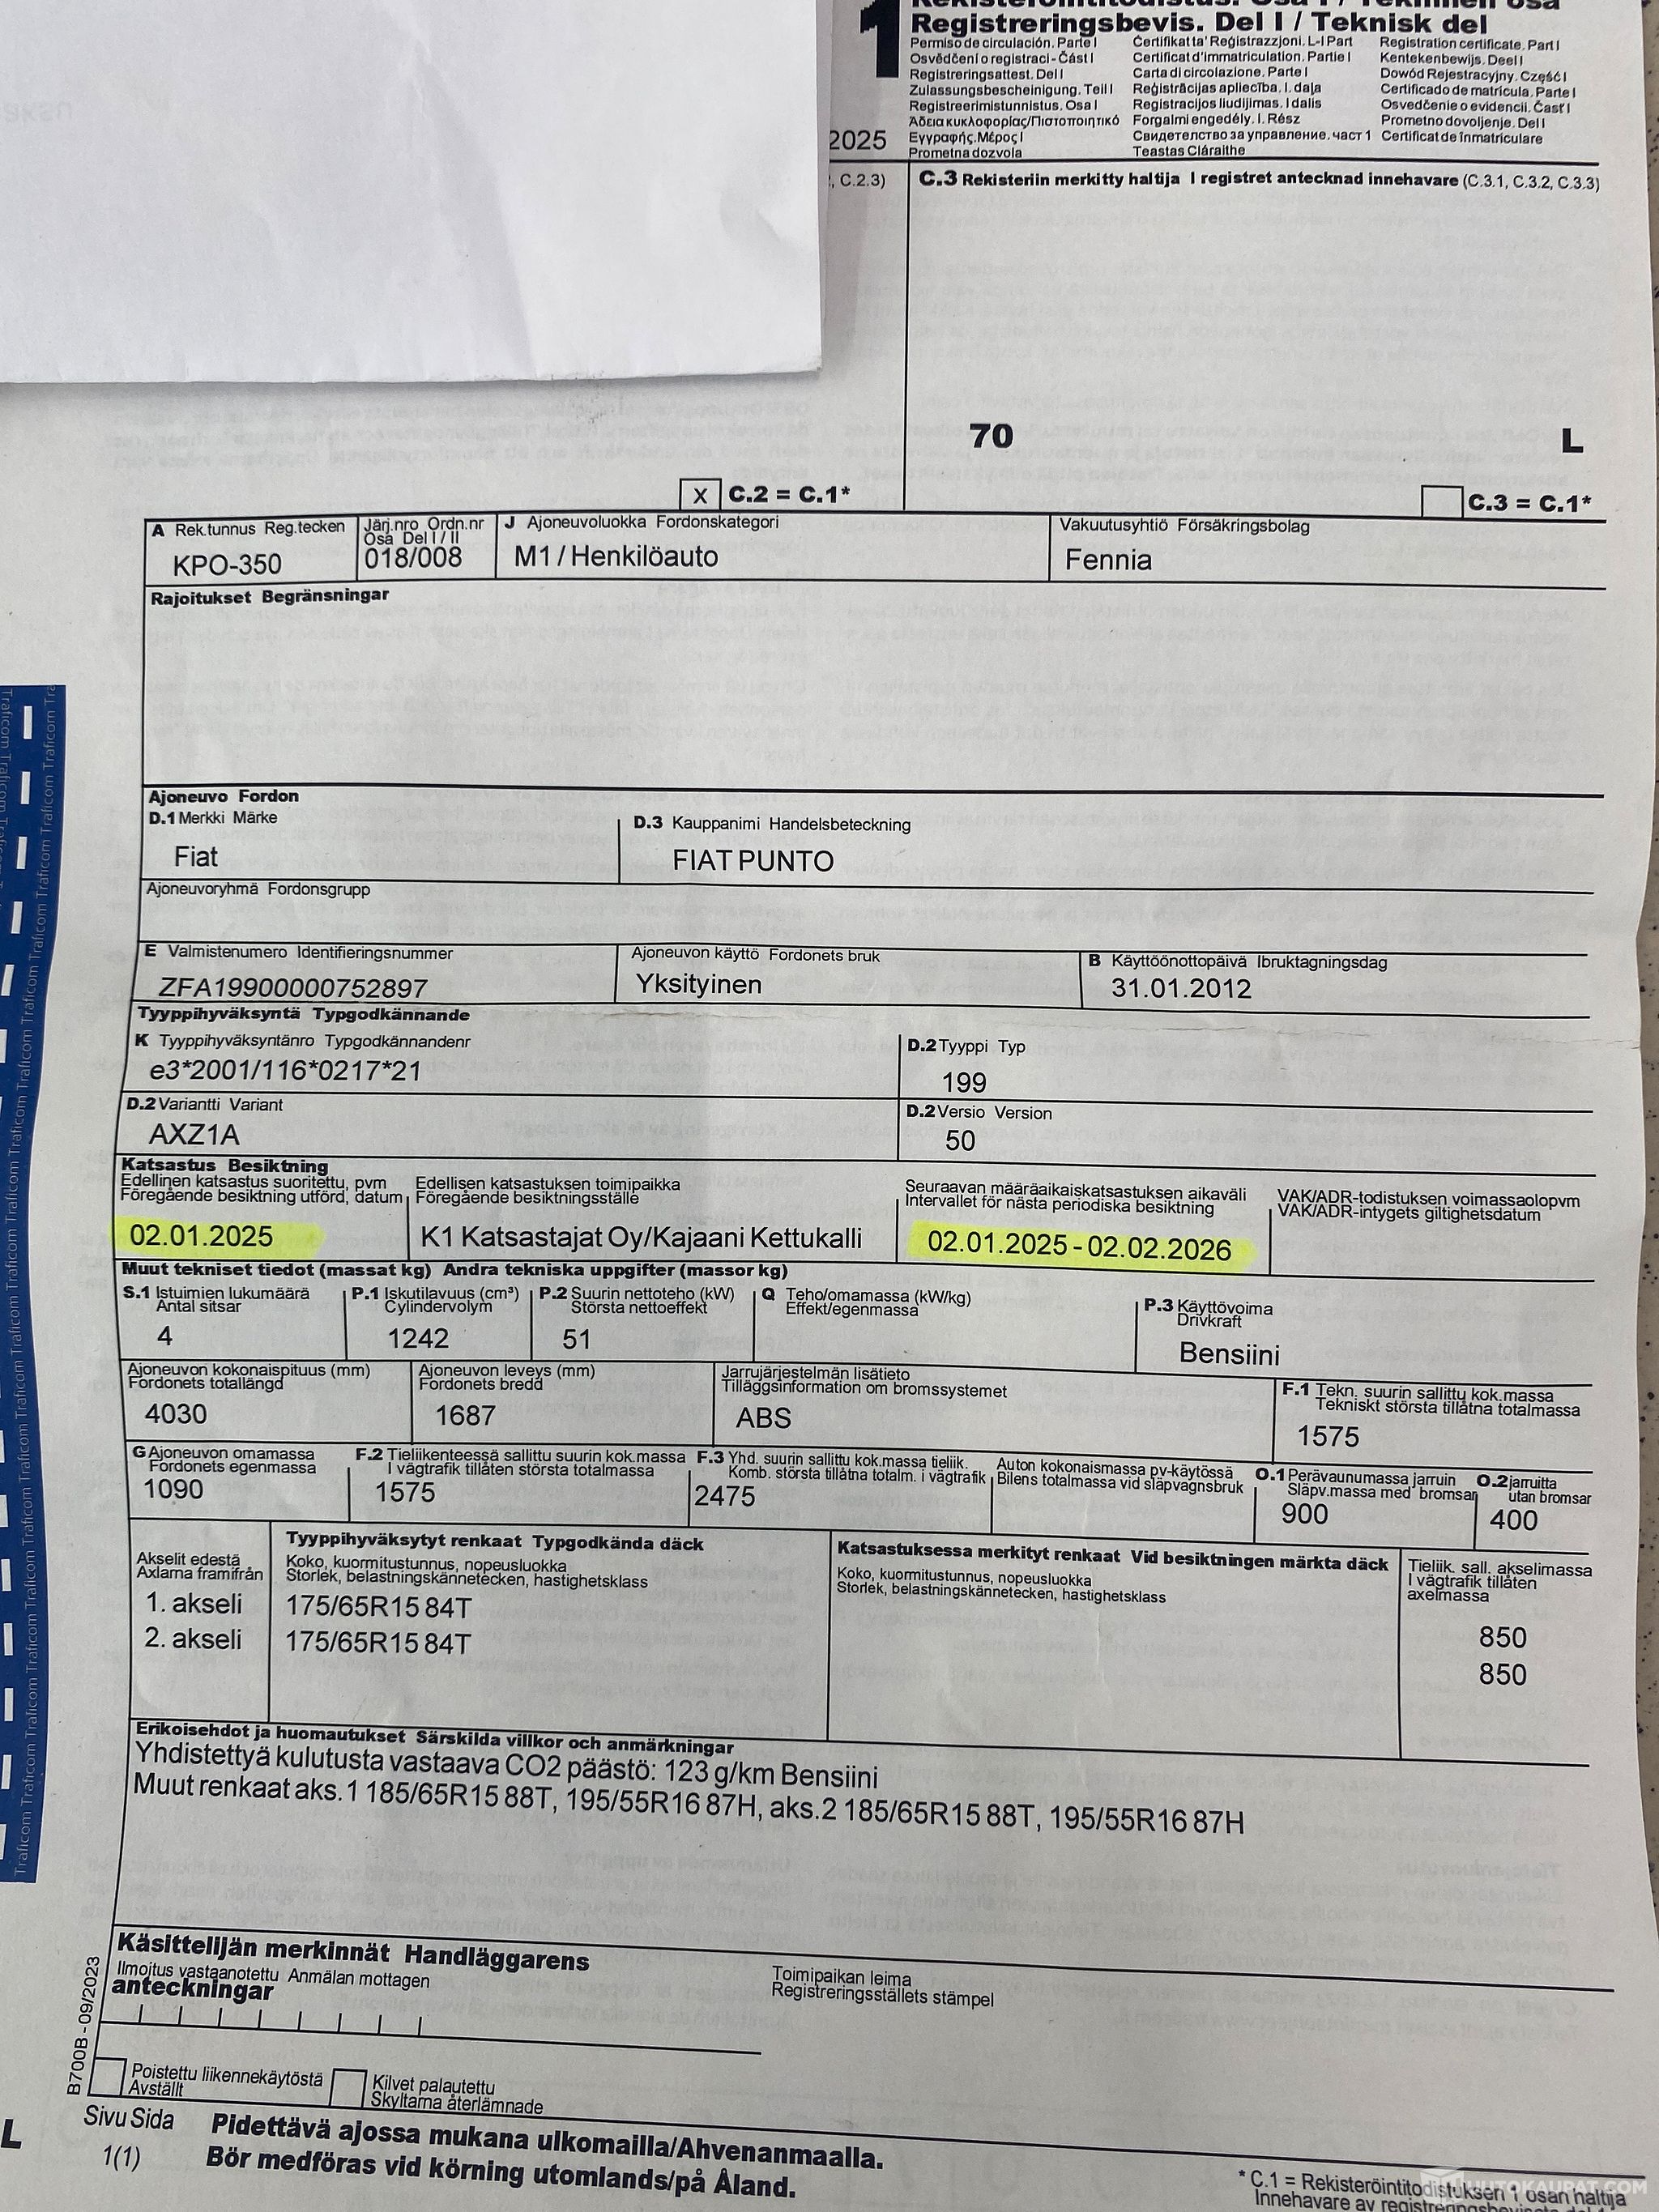 Registreringsbevis. Del I / Teknisk del
1
Permiso de circulación. Parte I
Osvědčení o registraci - Část I
Registreringsattest. Del I
Zulassungsbescheinigung. Teil I
Registreerimistunnistus. Osa I
Άδεια κυκλοφορίας/Πιστοποιητικό
Εγγραφής. Μέρος I
Prometna dozvola
Ċertifikat ta' Reġistrazzjoni. L-I Part
Certificat d'immatriculation. Partie I
Carta di circolazione. Parte I
Reģistrācijas apliecība. I. daļa
Registracijos liudijimas. I dalis
Forgalmi engedély. I. Rész
Свидетелство за управление. част 1
Teastas Cláraithe
Registration certificate. Part I
Kentekenbewijs. Deel I
Dowód Rejestracyjny. Część I
Certificado de matrícula. Parte I
Osvedčenie o evidencii. Časť I
Prometno dovoljenje. Del I
Certificat de înmatriculare
2025
, C.2.3)
C.3 Rekisteriin merkitty haltija I registret antecknad innehavare (C.3.1, C.3.2, C.3.3)
70
L
X C.2 = C.1*
C.3 = C.1*
A Rek.tunnus Reg.tecken
KPO-350
Järj.nro Ordn.nr
Osa Del I / II
018/008
J Ajoneuvoluokka Fordonskategori
M1 / Henkilöauto
Vakuutusyhtiö Försäkringsbolag
Fennia
Rajoitukset Begränsningar
Ajoneuvo Fordon
D.1 Merkki Märke
Fiat
D.3 Kauppanimi Handelsbeteckning
FIAT PUNTO
Ajoneuvoryhmä Fordonsgrupp
E Valmistenumero Identifieringsnummer
ZFA19900000752897
Ajoneuvon käyttö Fordonets bruk
Yksityinen
B Käyttöönottopäivä Ibruktagningsdag
31.01.2012
Tyyppihyväksyntä Typgodkännande
K Tyyppihyväksyntänro Typgodkännandenr
e3*2001/116*0217*21
D.2 Tyyppi Typ
199
D.2 Variantti Variant
AXZ1A
D.2 Versio Version
50
Katsastus Besiktning
Edellinen katsastus suoritettu, pvm
Föregående besiktning utförd, datum
02.01.2025
Edellisen katsastuksen toimipaikka
Föregående besiktningsställe
K1 Katsastajat Oy/Kajaani Kettukalli
Seuraavan määräaikaiskatsastuksen aikaväli
Intervallet för nästa periodiska besiktning
02.01.2025 - 02.02.2026
VAK/ADR-todistuksen voimassaolopvm
VAK/ADR-intygets giltighetsdatum
Muut tekniset tiedot (massat kg) Andra tekniska uppgifter (massor kg)
S.1 Istuimien lukumäärä
Antal sitsar
4
P.1 Iskutilavuus (cm³)
Cylindervolym
1242
P.2 Suurin nettoteho (kW)
Största nettoeffekt
51
Q Teho/omamassa (kW/kg)
Effekt/egenmassa
P.3 Käyttövoima
Drivkraft
Bensiini
Ajoneuvon kokonaispituus (mm)
Fordonets totallängd
4030
Ajoneuvon leveys (mm)
Fordonets bredd
1687
Jarrujärjestelmän lisätieto
Tilläggsinformation om bromssystemet
ABS
F.1 Tekn. suurin sallittu kok.massa
Tekniskt största tillåtna totalmassa
1575
G Ajoneuvon omamassa
Fordonets egenmassa
1090
F.2 Tieliikenteessä sallittu suurin kok.massa
I vägtrafik tillåten största totalmassa
1575
F.3 Yhd. suurin sallittu kok.massa tieliik.
Komb. största tillåtna totalm. i vägtrafik
2475
Auton kokonaismassa pv-käytössä
Bilens totalmassa vid släpvagnsbruk
O.1 Perävaunumassa jarruin
Släpv.massa med bromsar
900
O.2 jarruitta
utan bromsar
400
Akselit edestä
Axlarna framifrån
1. akseli
2. akseli
Tyyppihyväksytyt renkaat Typgodkända däck
Koko, kuormitustunnus, nopeusluokka
Storlek, belastningskännetecken, hastighetsklass
175/65R15 84T
175/65R15 84T
Katsastuksessa merkityt renkaat Vid besiktningen märkta däck
Koko, kuormitustunnus, nopeusluokka
Storlek, belastningskännetecken, hastighetsklass
Tieliik. sall. akselimassa
I vägtrafik tillåten
axelmassa
850
850
Erikoisehdot ja huomautukset Särskilda villkor och anmärkningar
Yhdistettyä kulutusta vastaava CO2 päästö: 123 g/km Bensiini
Muut renkaat aks.1 185/65R15 88T, 195/55R16 87H, aks.2 185/65R15 88T, 195/55R16 87H
Käsittelijän merkinnät Handläggarens
anteckningar
Ilmoitus vastaanotettu Anmälan mottagen
Toimipaikan leima
Registreringsställets stämpel
Poistettu liikennekäytöstä
Avställt
Kilvet palautettu
Skyltarna återlämnade
B700B - 09/2023
L
Sivu Sida
1(1)
Pidettävä ajossa mukana ulkomailla/Ahvenanmaalla.
Bör medföras vid körning utomlands/på Åland.
* C.1 = Rekisteröintitodistuksen I osan haltija
Innehavare av
Traficom Traficom Traficom Traficom Traficom Traficom Traficom Traficom Traficom
HUTOKAUPAT.COM